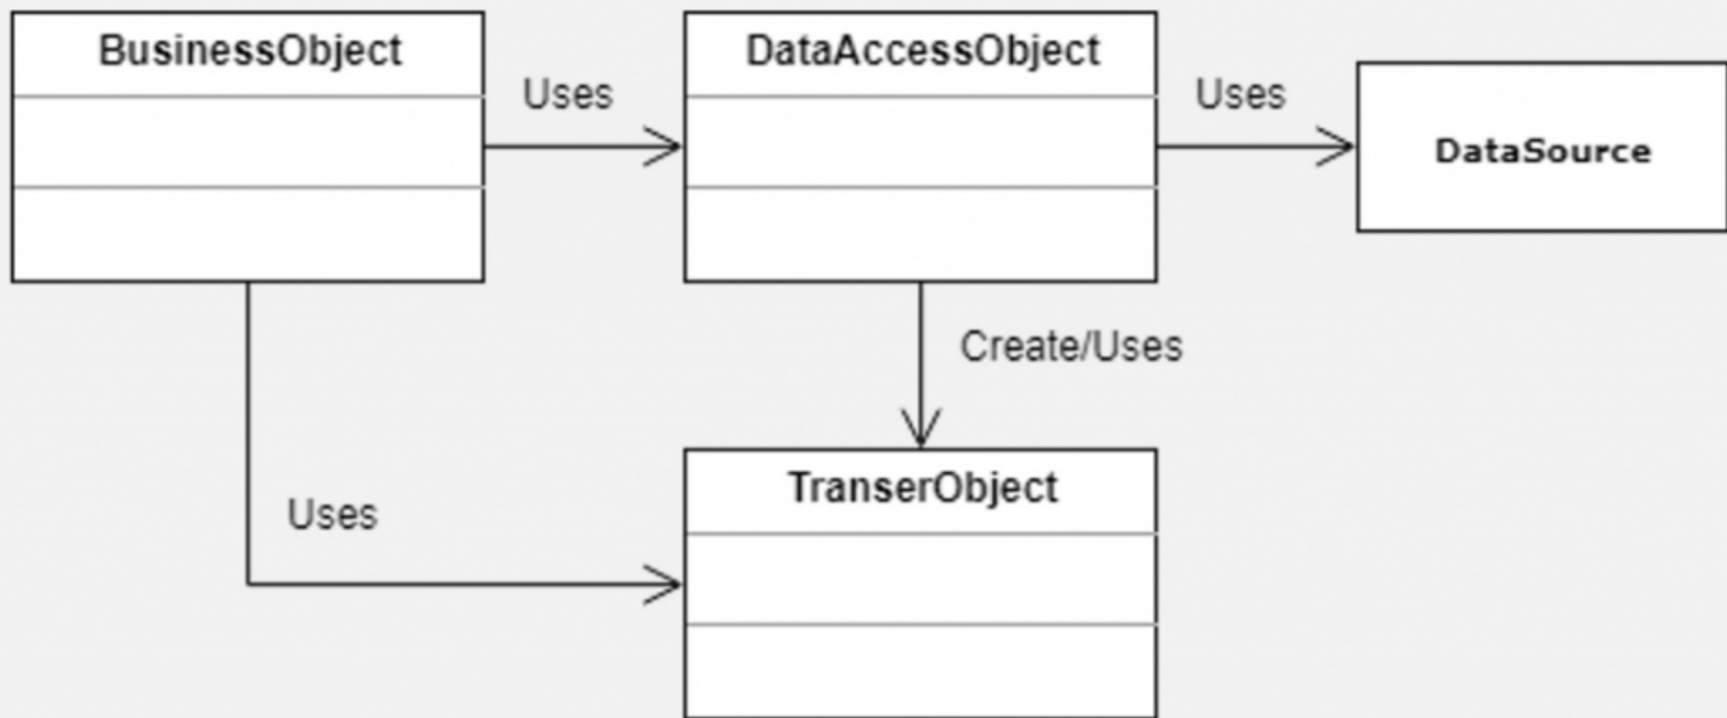 BusinessObject
Uses
DataAccessObject
Uses
DataSource
Create/Uses
Uses
TranserObject